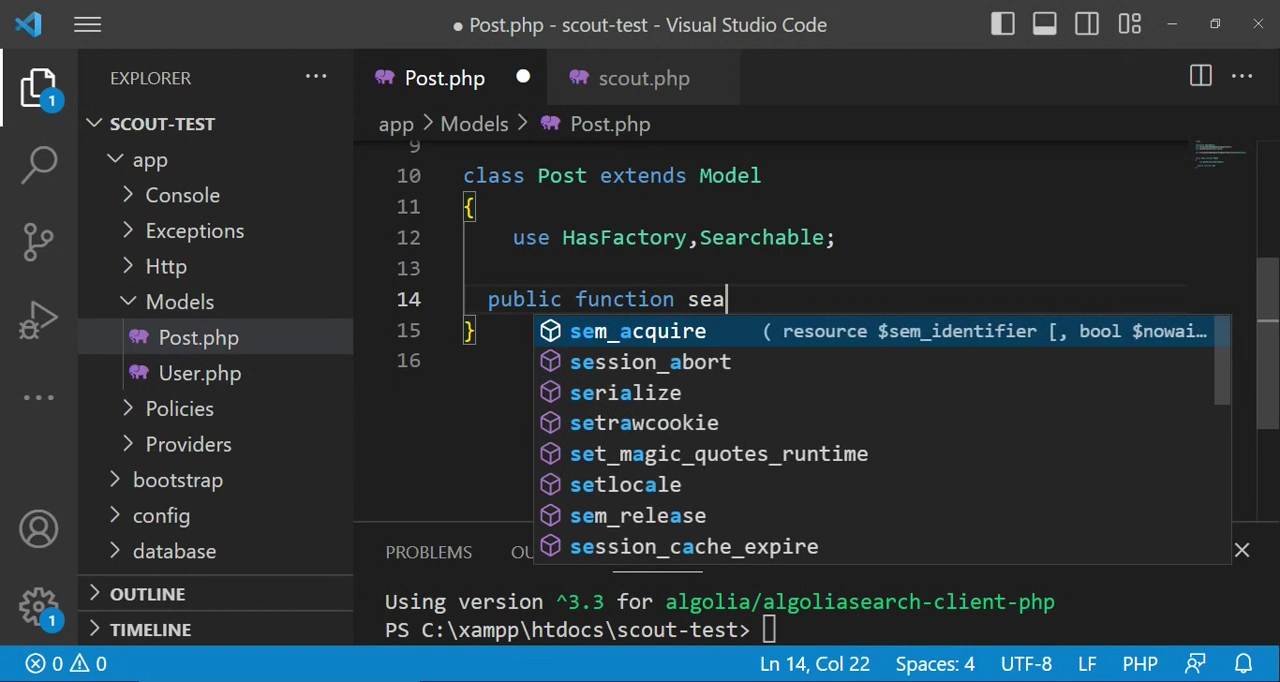 ● Post.php - scout-test - Visual Studio Code
EXPLORER ···
SCOUT-TEST
app
Console
Exceptions
Http
Models
Post.php
User.php
Policies
Providers
bootstrap
config
database
OUTLINE
TIMELINE
1
1
Post.php ●
scout.php
app > Models > Post.php
9
10 class Post extends Model
11 {
12 use HasFactory,Searchable;
13
14 public function sea
15 }
16
sem_acquire ( resource $sem_identifier [, bool $nowai…
session_abort
serialize
setrawcookie
set_magic_quotes_runtime
setlocale
sem_release
session_cache_expire
PROBLEMS OU
Using version ^3.3 for algolia/algoliasearch-client-php
PS C:\xampp\htdocs\scout-test>
0 0 Ln 14, Col 22 Spaces: 4 UTF-8 LF PHP